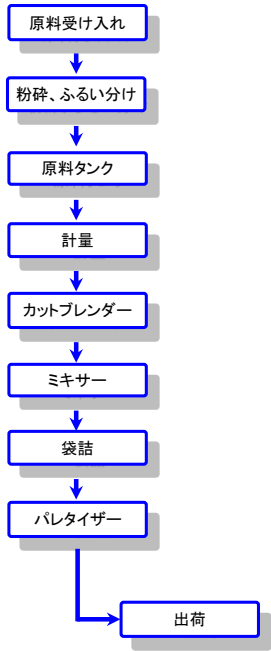 原料受け入れ
粉砕、ふるい分け
原料タンク
計量
カットブレンダー
ミキサー
袋詰
パレタイザー
出荷